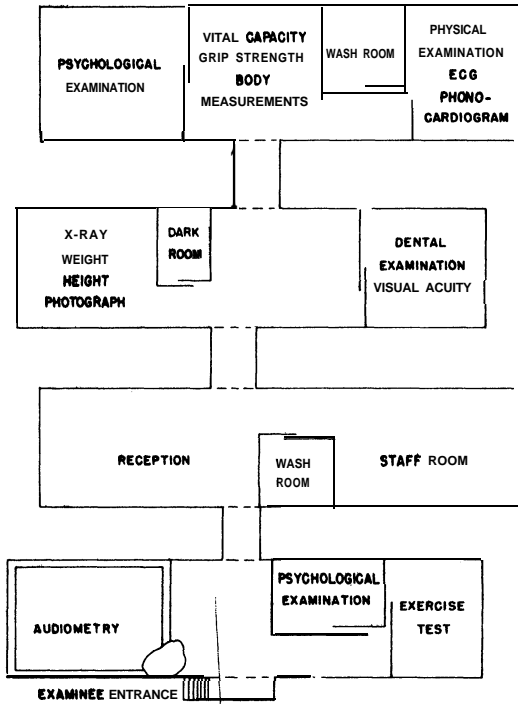 PSYCHOLOGICAL
EXAMINATION
VITAL CAPACITY
GRIP STRENGTH
BODY
MEASUREMENTS
WASH ROOM
PHYSICAL
EXAMINATION
ECG
PHONO-
CARDIOGRAM
X-RAY
WEIGHT
HEIGHT
PHOTOGRAPH
DARK
ROOM
DENTAL
EXAMINATION
VISUAL ACUITY
RECEPTION
WASH
ROOM
STAFF ROOM
AUDIOMETRY
PSYCHOLOGICAL
EXAMINATION
EXERCISE
TEST
EXAMINEE ENTRANCE